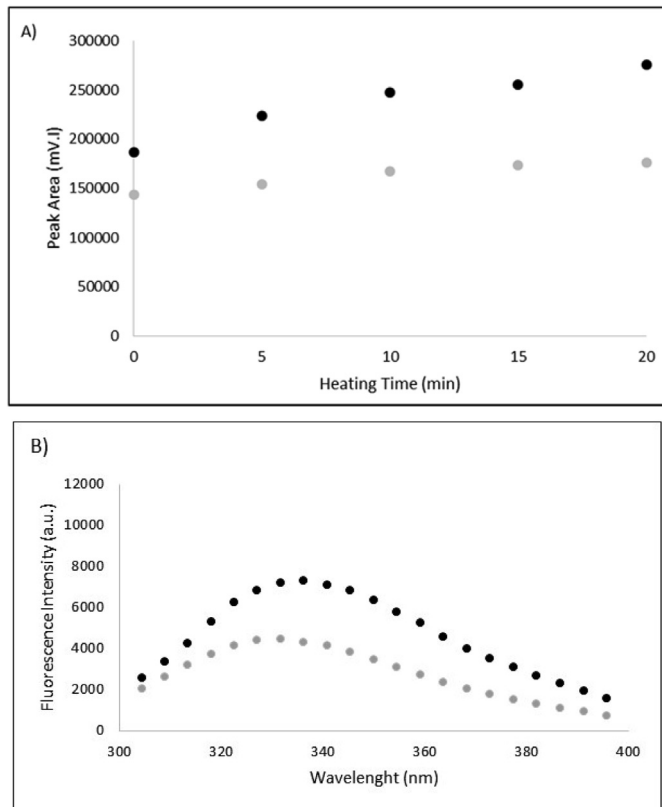 A)
Peak Area (mV.I)
300000
250000
200000
150000
100000
50000
0
0 5 10 15 20
Heating Time (min)
B)
Fluorescence Intensity (a.u.)
12000
10000
8000
6000
4000
2000
0
300 320 340 360 380 400
Wavelenght (nm)